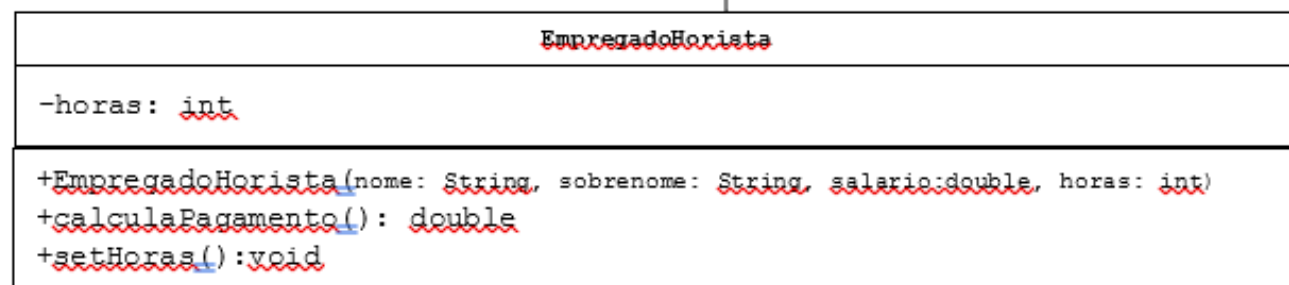 EmpregadoHorista
-horas: int
+EmpregadoHorista(nome: String, sobrenome: String, salario:double, horas: int)
+calculaPagamento(): double
+setHoras():void